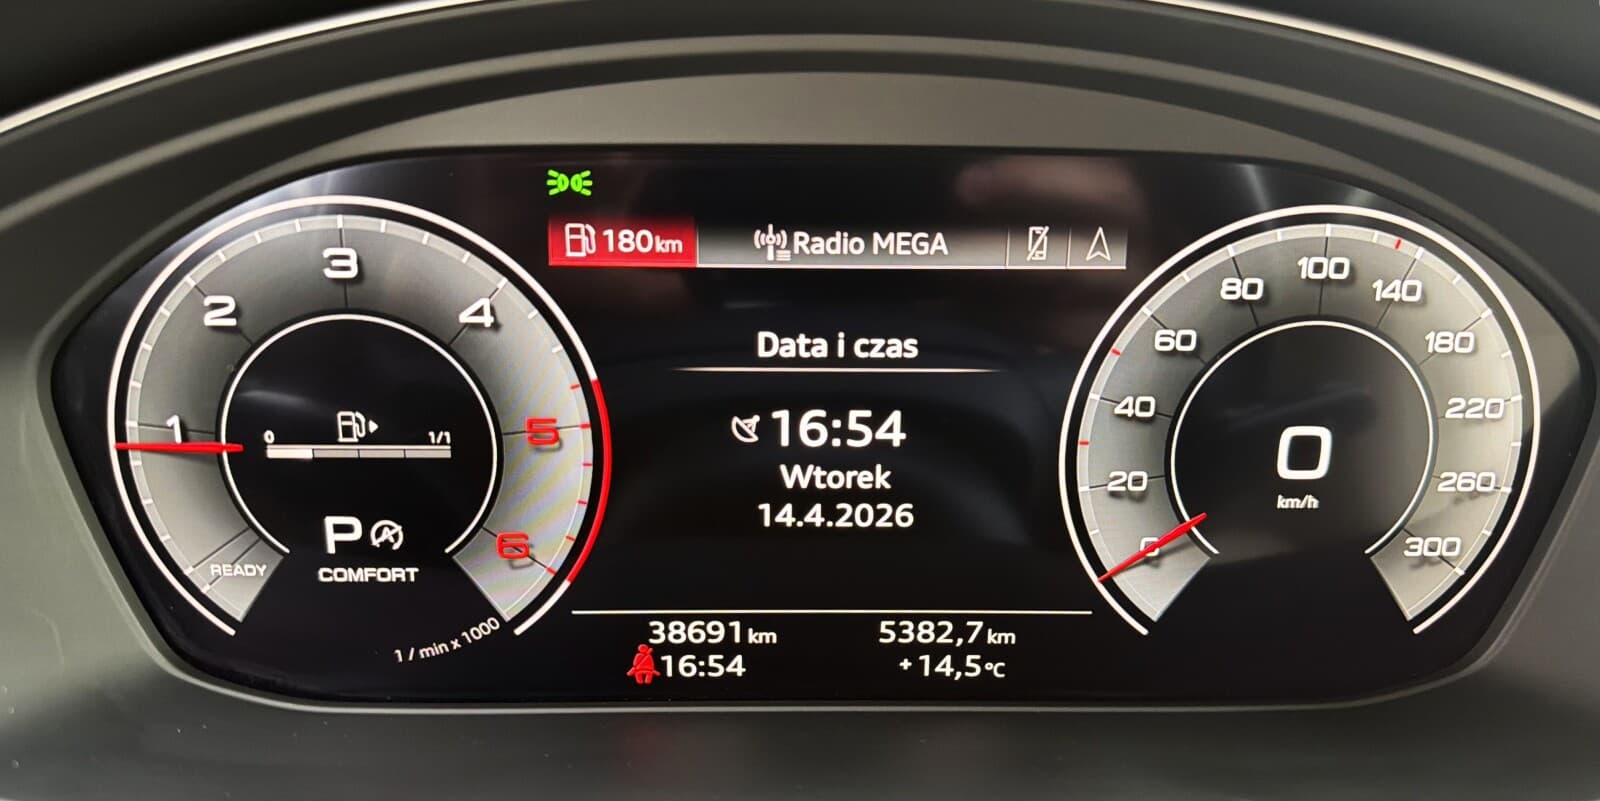 180km
Radio MEGA
1
2
3
4
5
6
READY
0
1/1
P
COMFORT
1 / min x 1000
Data i czas
16:54
Wtorek
14.4.2026
38691 km
5382,7 km
16:54
+14,5°C
0
20
40
60
80
100
140
180
220
260
300
0
km/h